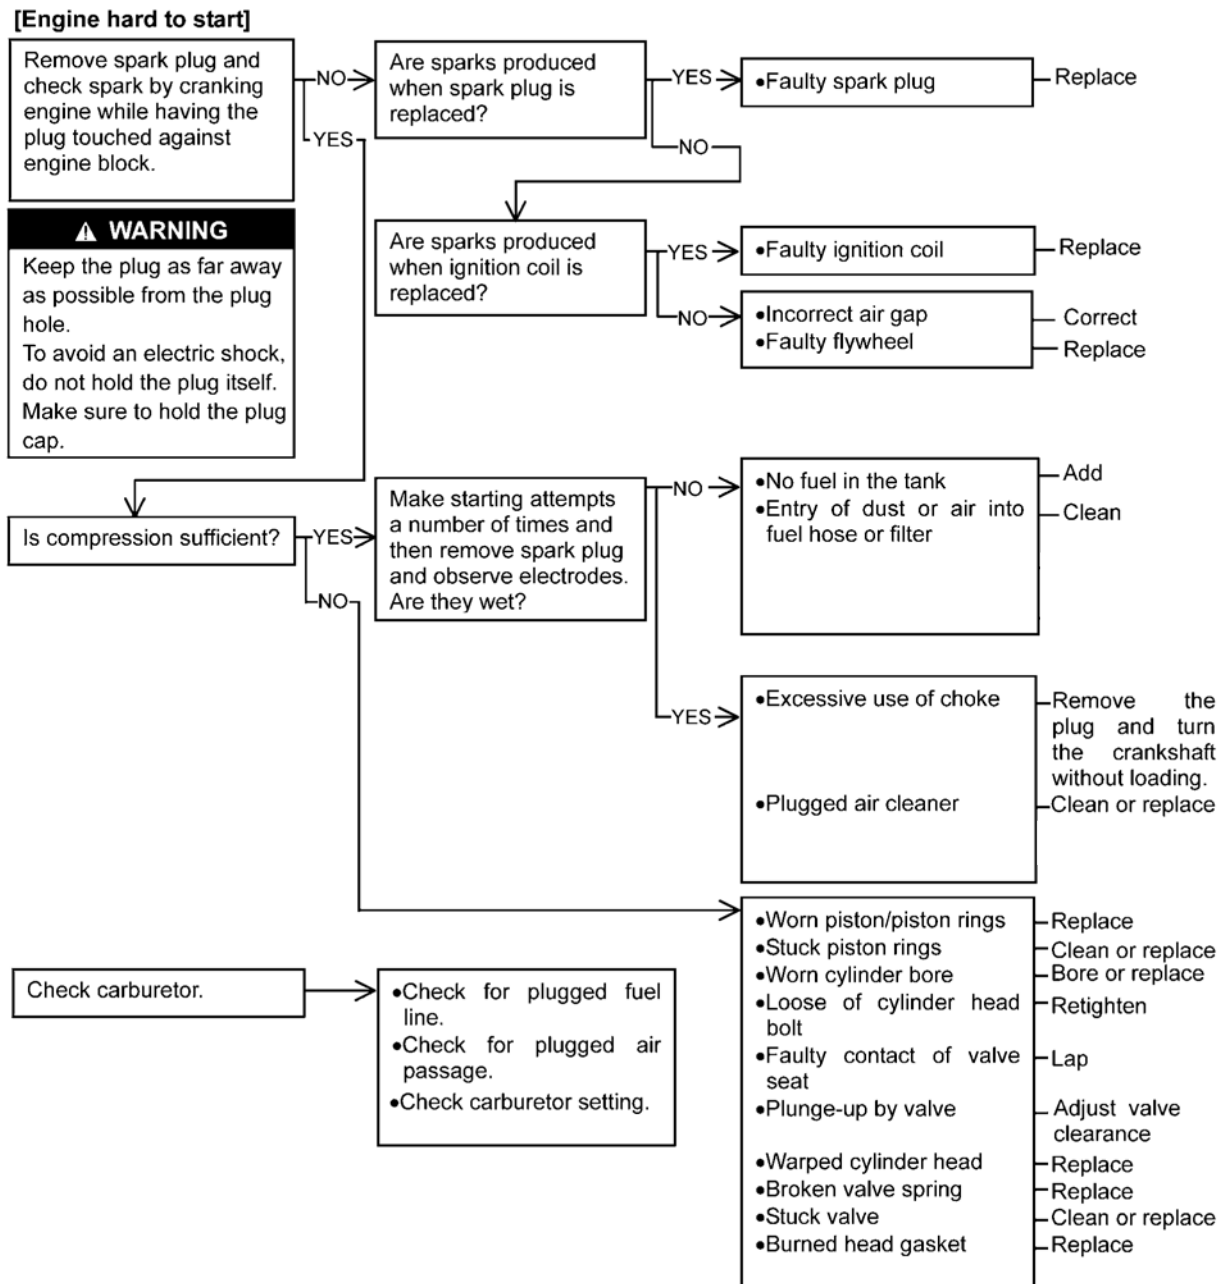 [Engine hard to start]
Remove spark plug and
check spark by cranking
engine while having the
plug touched against
engine block.
NO
YES
Are sparks produced
when spark plug is
replaced?
YES
NO
•Faulty spark plug
Replace
WARNING
Keep the plug as far away
as possible from the plug
hole.
To avoid an electric shock,
do not hold the plug itself.
Make sure to hold the plug
cap.
Are sparks produced
when ignition coil is
replaced?
YES
NO
•Faulty ignition coil
Replace
•Incorrect air gap
Correct
•Faulty flywheel
Replace
Is compression sufficient?
YES
NO
Make starting attempts
a number of times and
then remove spark plug
and observe electrodes.
Are they wet?
NO
YES
•No fuel in the tank
Add
•Entry of dust or air into
fuel hose or filter
Clean
•Excessive use of choke
Remove the
plug and turn
the crankshaft
without loading.
•Plugged air cleaner
Clean or replace
•Worn piston/piston rings
Replace
•Stuck piston rings
Clean or replace
•Worn cylinder bore
Bore or replace
•Loose of cylinder head
bolt
Retighten
•Faulty contact of valve
seat
Lap
•Plunge-up by valve
Adjust valve
clearance
•Warped cylinder head
Replace
•Broken valve spring
Replace
•Stuck valve
Clean or replace
•Burned head gasket
Replace
Check carburetor.
•Check for plugged fuel
line.
•Check for plugged air
passage.
•Check carburetor setting.